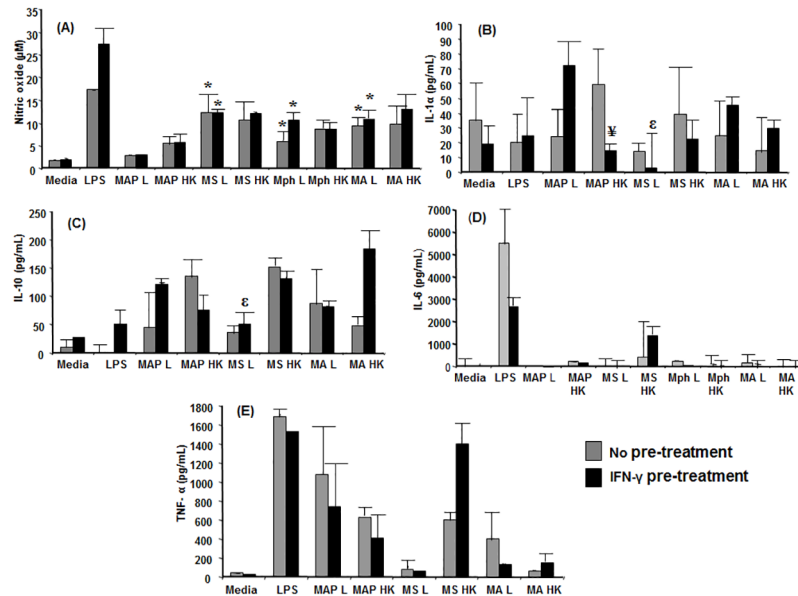 (A)
Nitric oxide (µM)
35
30
25
20
15
10
5
0
* * * * * *
Media LPS MAP L MAP HK MS L MS HK Mph L Mph HK MA L MA HK
(B)
IL-1α (pg/mL)
100
90
80
70
60
50
40
30
20
10
0
¥ ε
Media LPS MAP L MAP HK MS L MS HK MA L MA HK
(C)
IL-10 (pg/mL)
250
200
150
100
50
0
ε
Media LPS MAP L MAP HK MS L MS HK MA L MA HK
(D)
IL-6 (pg/mL)
7000
6000
5000
4000
3000
2000
1000
0
Media LPS MAP L MAP HK MS L MS HK Mph L Mph HK MA L MA HK
(E)
TNF- α (pg/mL)
1800
1600
1400
1200
1000
800
600
400
200
0
Media LPS MAP L MAP HK MS L MS HK MA L MA HK
No pre-treatment
IFN-γ pre-treatment